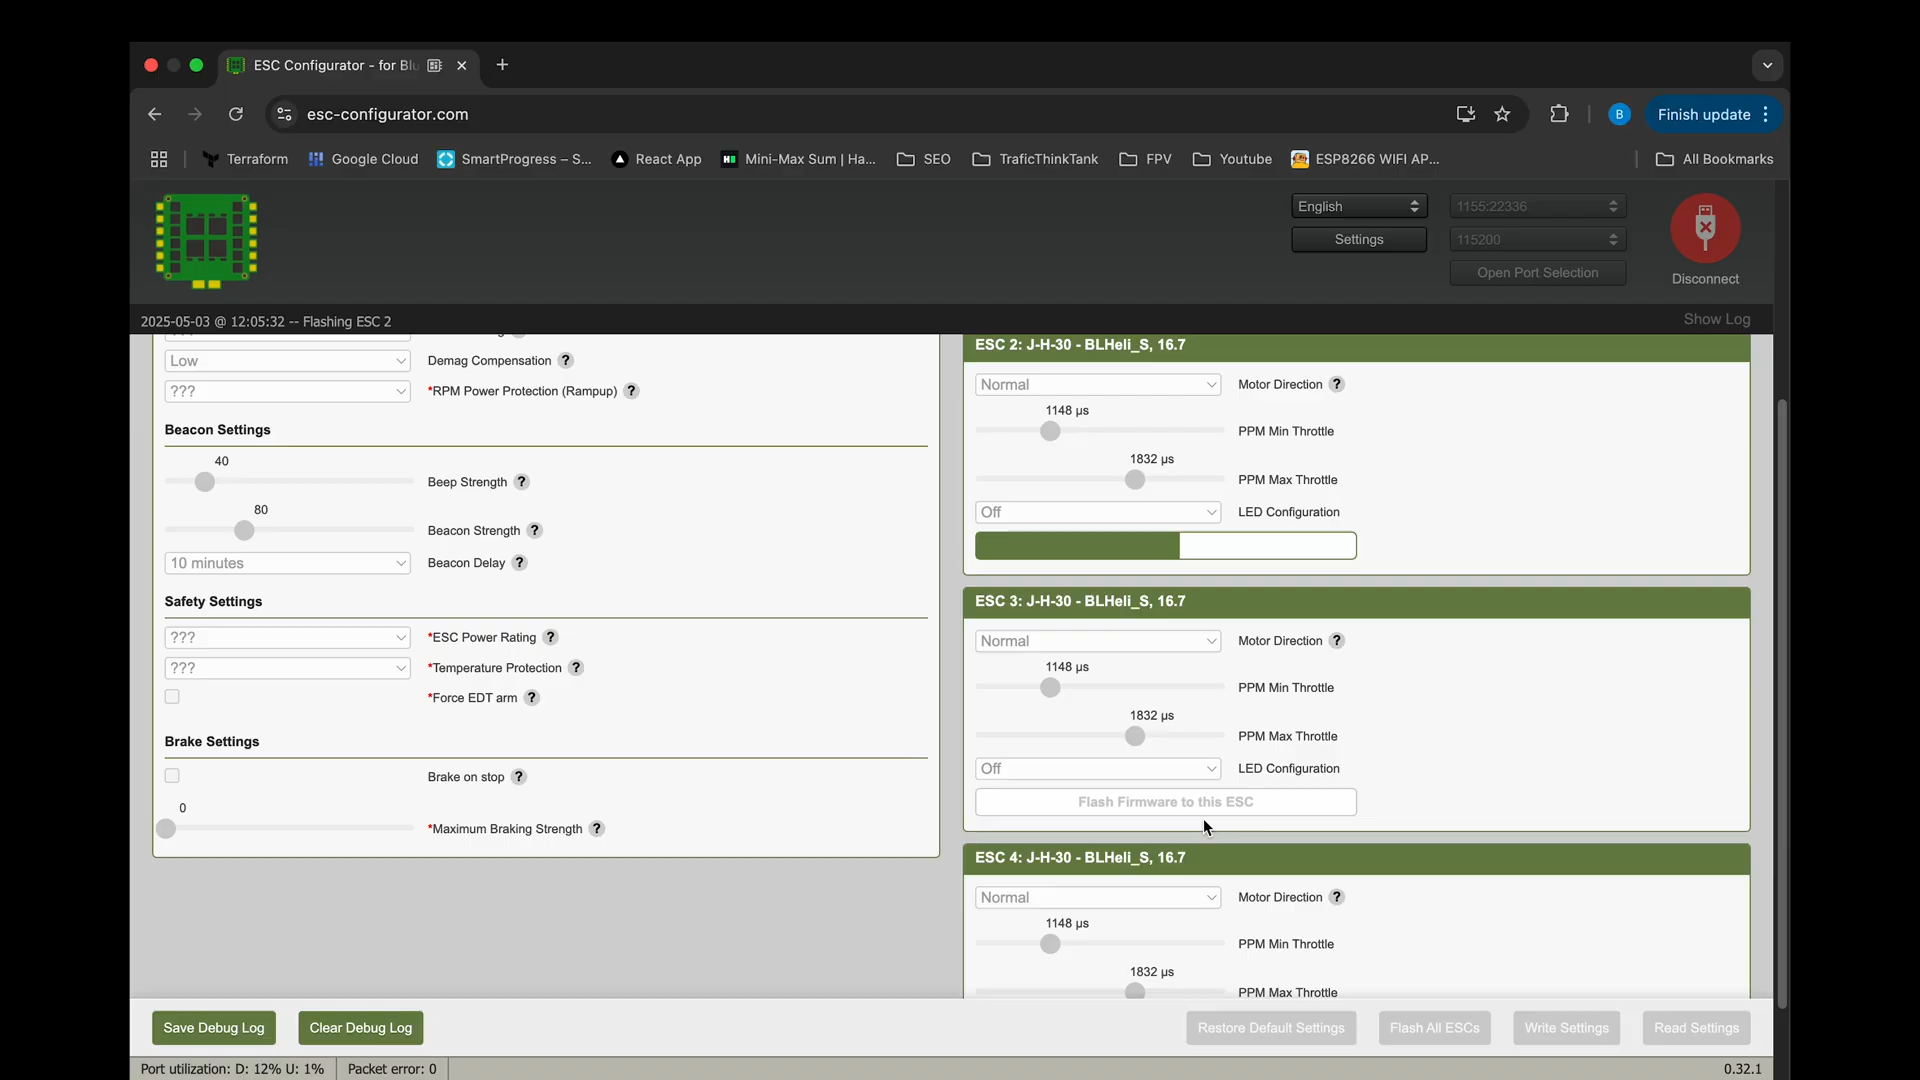 ESC Configurator - for Blu
esc-configurator.com
B
Finish update
Terraform
Google Cloud
SmartProgress – S...
React App
Mini-Max Sum | Ha...
SEO
TraficThinkTank
FPV
Youtube
ESP8266 WIFI AP...
All Bookmarks
English
1155:22336
Settings
115200
Open Port Selection
Disconnect
2025-05-03 @ 12:05:32 -- Flashing ESC 2
Show Log
Low
Demag Compensation ?
???
*RPM Power Protection (Rampup) ?
Beacon Settings
40
Beep Strength ?
80
Beacon Strength ?
10 minutes
Beacon Delay ?
Safety Settings
???
*ESC Power Rating ?
???
*Temperature Protection ?
*Force EDT arm ?
Brake Settings
Brake on stop ?
0
*Maximum Braking Strength ?
ESC 2: J-H-30 - BLHeli_S, 16.7
Normal
Motor Direction ?
1148 μs
PPM Min Throttle
1832 μs
PPM Max Throttle
Off
LED Configuration
ESC 3: J-H-30 - BLHeli_S, 16.7
Normal
Motor Direction ?
1148 μs
PPM Min Throttle
1832 μs
PPM Max Throttle
Off
LED Configuration
Flash Firmware to this ESC
ESC 4: J-H-30 - BLHeli_S, 16.7
Normal
Motor Direction ?
1148 μs
PPM Min Throttle
1832 μs
PPM Max Throttle
Save Debug Log
Clear Debug Log
Restore Default Settings
Flash All ESCs
Write Settings
Read Settings
Port utilization: D: 12% U: 1%
Packet error: 0
0.32.1